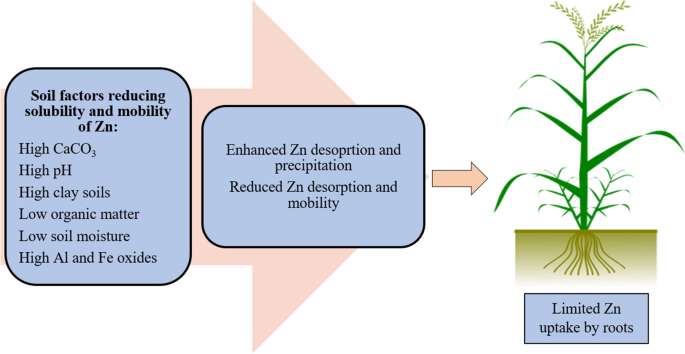 Soil factors reducing
solubility and mobility
of Zn:
High CaCO₃
High pH
High clay soils
Low organic matter
Low soil moisture
High Al and Fe oxides
Enhanced Zn desoprtion and
precipitation
Reduced Zn desorption and
mobility
Limited Zn
uptake by roots